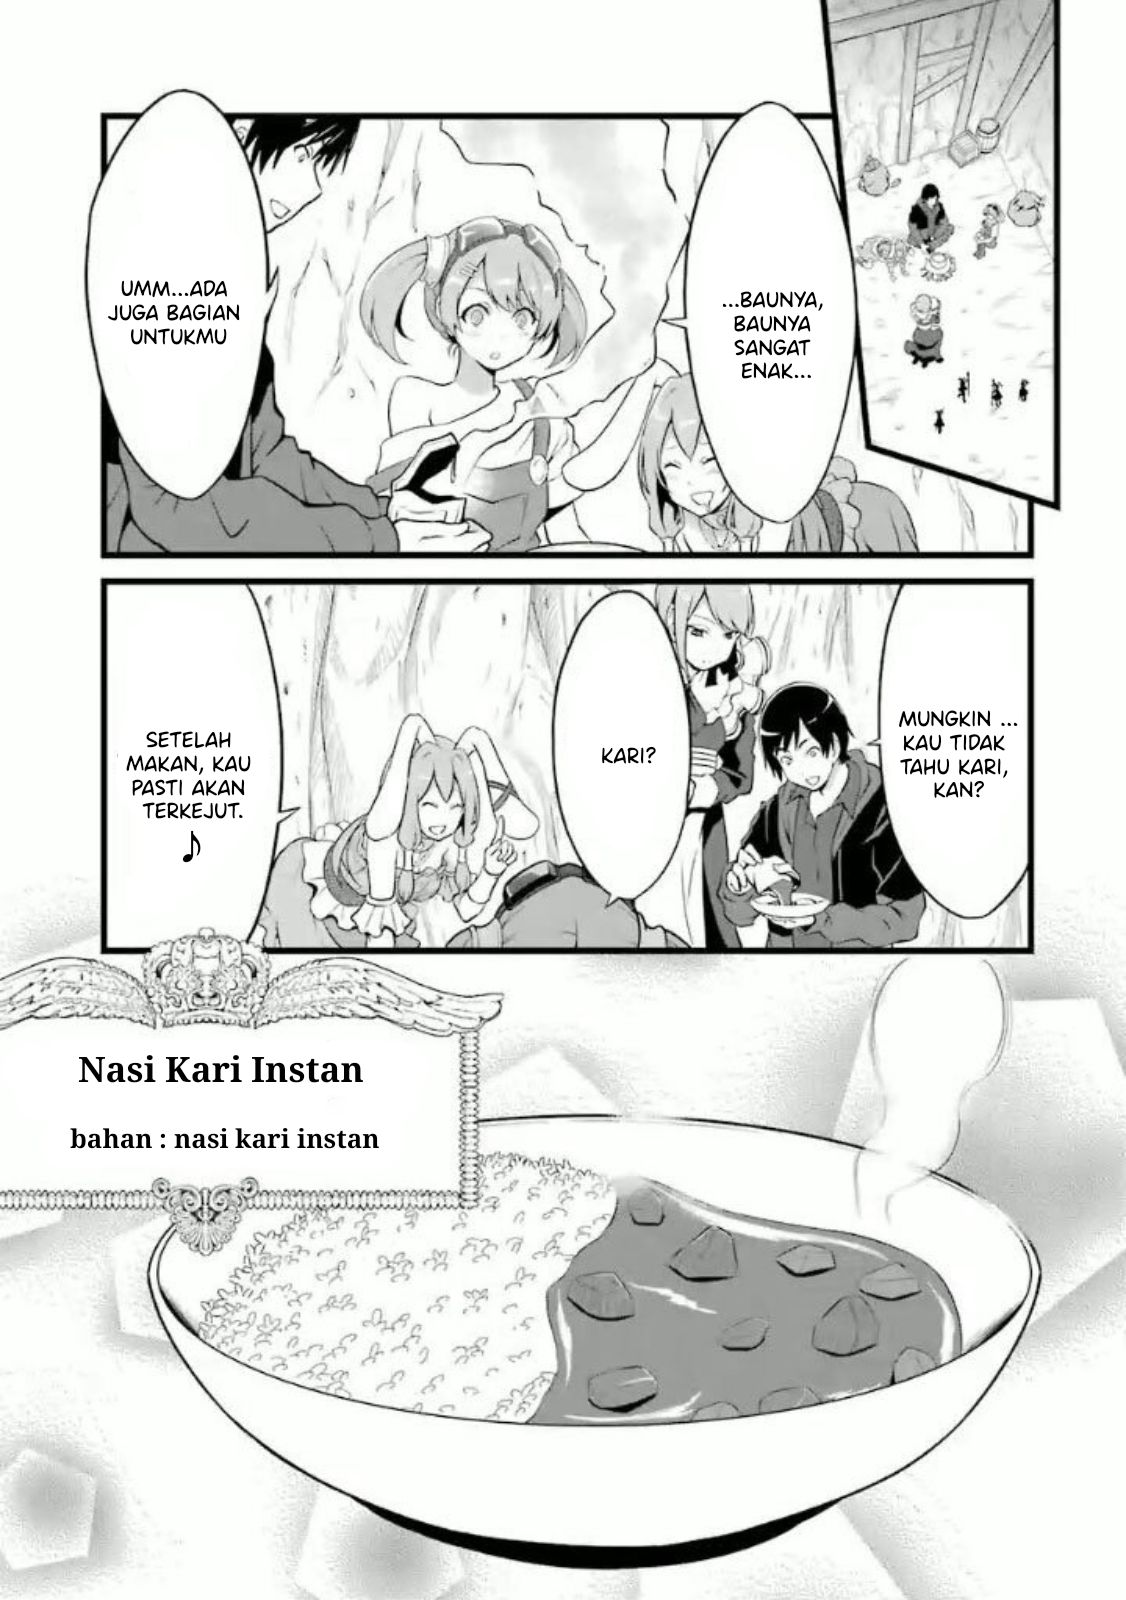 ...BAUNYA,
BAUNYA
SANGAT
ENAK...
UMM...ADA
JUGA BAGIAN
UNTUKMU
MUNGKIN ...
KAU TIDAK
TAHU KARI,
KAN?
KARI?
SETELAH
MAKAN, KAU
PASTI AKAN
TERKEJUT.
♪
Nasi Kari Instan
bahan : nasi kari instan